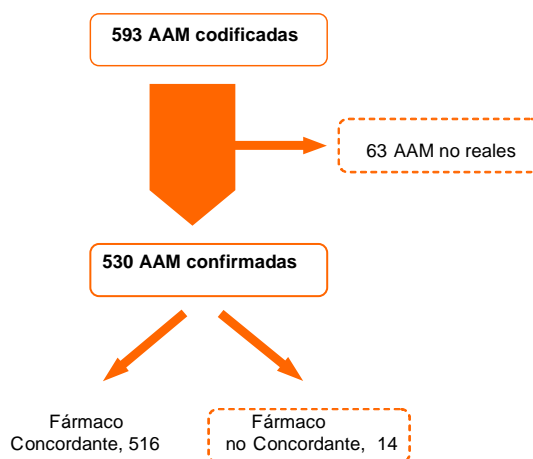 593 AAM codificadas
63 AAM no reales
530 AAM confirmadas
Fármaco
Concordante, 516
Fármaco
no Concordante, 14